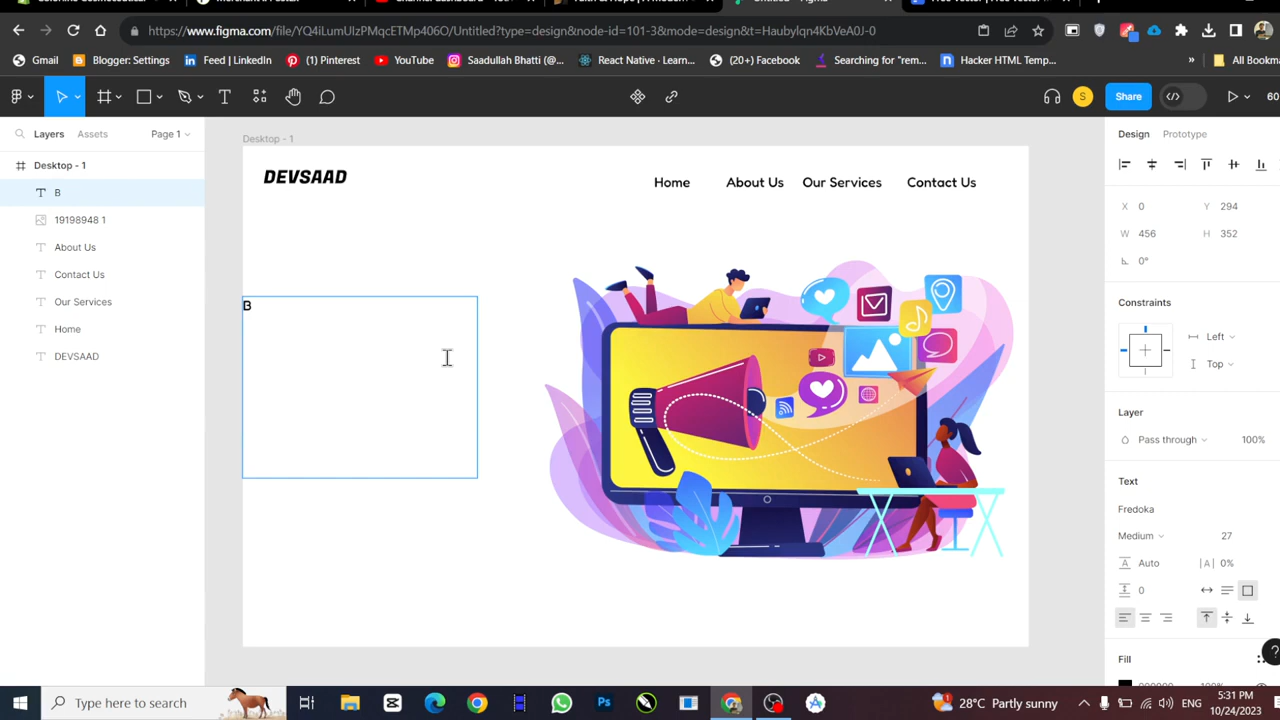 https://www.figma.com/file/YQ4iLumUIzPMqcETMp406O/Untitled?type=design&node-id=101-3&mode=design&t=Haubylqn4KbVeA0J-0
Gmail
Blogger: Settings
Feed | LinkedIn
(1) Pinterest
YouTube
Saadullah Bhatti (@...
React Native · Learn...
(20+) Facebook
Searching for "rem...
Hacker HTML Temp...
»
All Bookma
S
Share
60
Layers
Assets
Page 1
Desktop - 1
B
19198948 1
About Us
Contact Us
Our Services
Home
DEVSAAD
Desktop - 1
DEVSAAD
Home
About Us
Our Services
Contact Us
B
Design
Prototype
X 0
Y 294
W 456
H 352
0°
Constraints
Left
Top
Layer
Pass through
100%
Text
Fredoka
Medium
27
Auto
|A| 0%
0
Fill
?
Type here to search
28°C Partly sunny
ENG
5:31 PM
10/24/2023